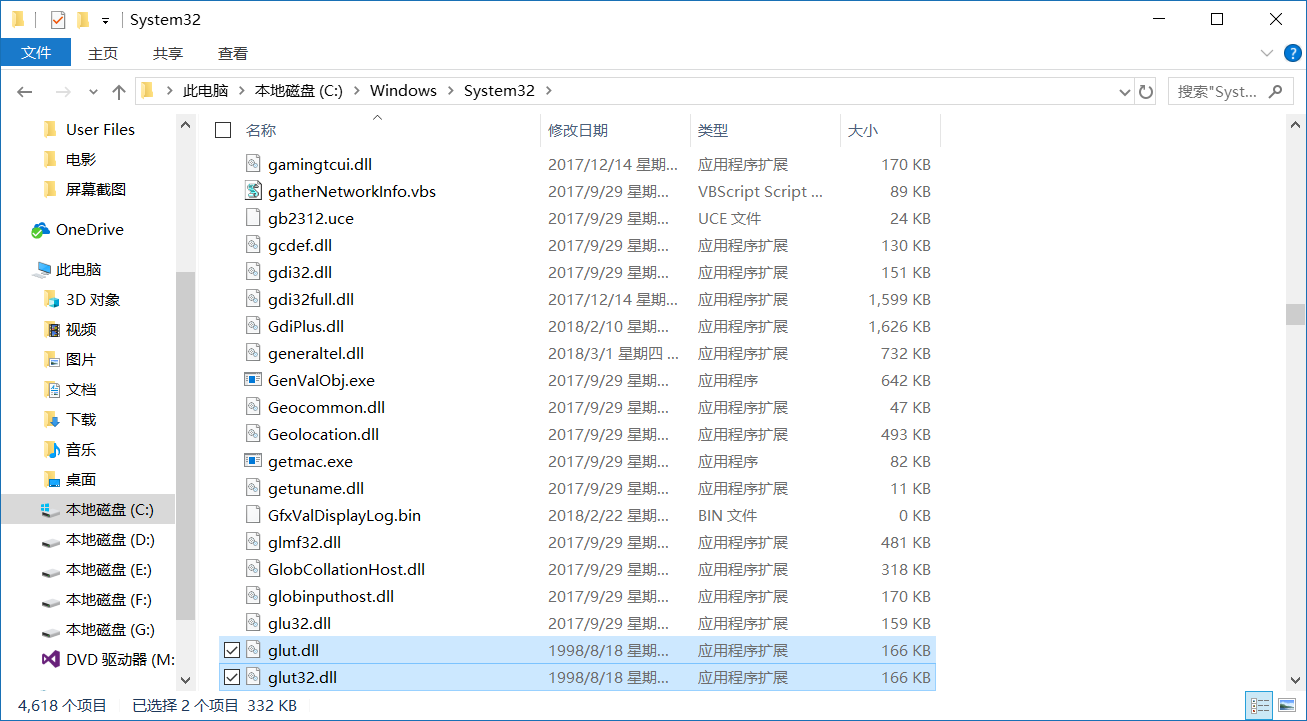 System32
文件 主页 共享 查看
此电脑 本地磁盘 (C:) Windows System32 搜索"Syst...
User Files
电影
屏幕截图
OneDrive
此电脑
3D 对象
视频
图片
文档
下载
音乐
桌面
本地磁盘 (C:)
本地磁盘 (D:)
本地磁盘 (E:)
本地磁盘 (F:)
本地磁盘 (G:)
DVD 驱动器 (M:
名称 修改日期 类型 大小
gamingtcui.dll 2017/12/14 星期... 应用程序扩展 170 KB
gatherNetworkInfo.vbs 2017/9/29 星期... VBScript Script ... 89 KB
gb2312.uce 2017/9/29 星期... UCE 文件 24 KB
gcdef.dll 2017/9/29 星期... 应用程序扩展 130 KB
gdi32.dll 2017/9/29 星期... 应用程序扩展 151 KB
gdi32full.dll 2017/12/14 星期... 应用程序扩展 1,599 KB
GdiPlus.dll 2018/2/10 星期... 应用程序扩展 1,626 KB
generaltel.dll 2018/3/1 星期四 ... 应用程序扩展 732 KB
GenValObj.exe 2017/9/29 星期... 应用程序 642 KB
Geocommon.dll 2017/9/29 星期... 应用程序扩展 47 KB
Geolocation.dll 2017/9/29 星期... 应用程序扩展 493 KB
getmac.exe 2017/9/29 星期... 应用程序 82 KB
getuname.dll 2017/9/29 星期... 应用程序扩展 11 KB
GfxValDisplayLog.bin 2018/2/22 星期... BIN 文件 0 KB
glmf32.dll 2017/9/29 星期... 应用程序扩展 481 KB
GlobCollationHost.dll 2017/9/29 星期... 应用程序扩展 318 KB
globinputhost.dll 2017/9/29 星期... 应用程序扩展 170 KB
glu32.dll 2017/9/29 星期... 应用程序扩展 159 KB
glut.dll 1998/8/18 星期... 应用程序扩展 166 KB
glut32.dll 1998/8/18 星期... 应用程序扩展 166 KB
4,618 个项目 已选择 2 个项目 332 KB